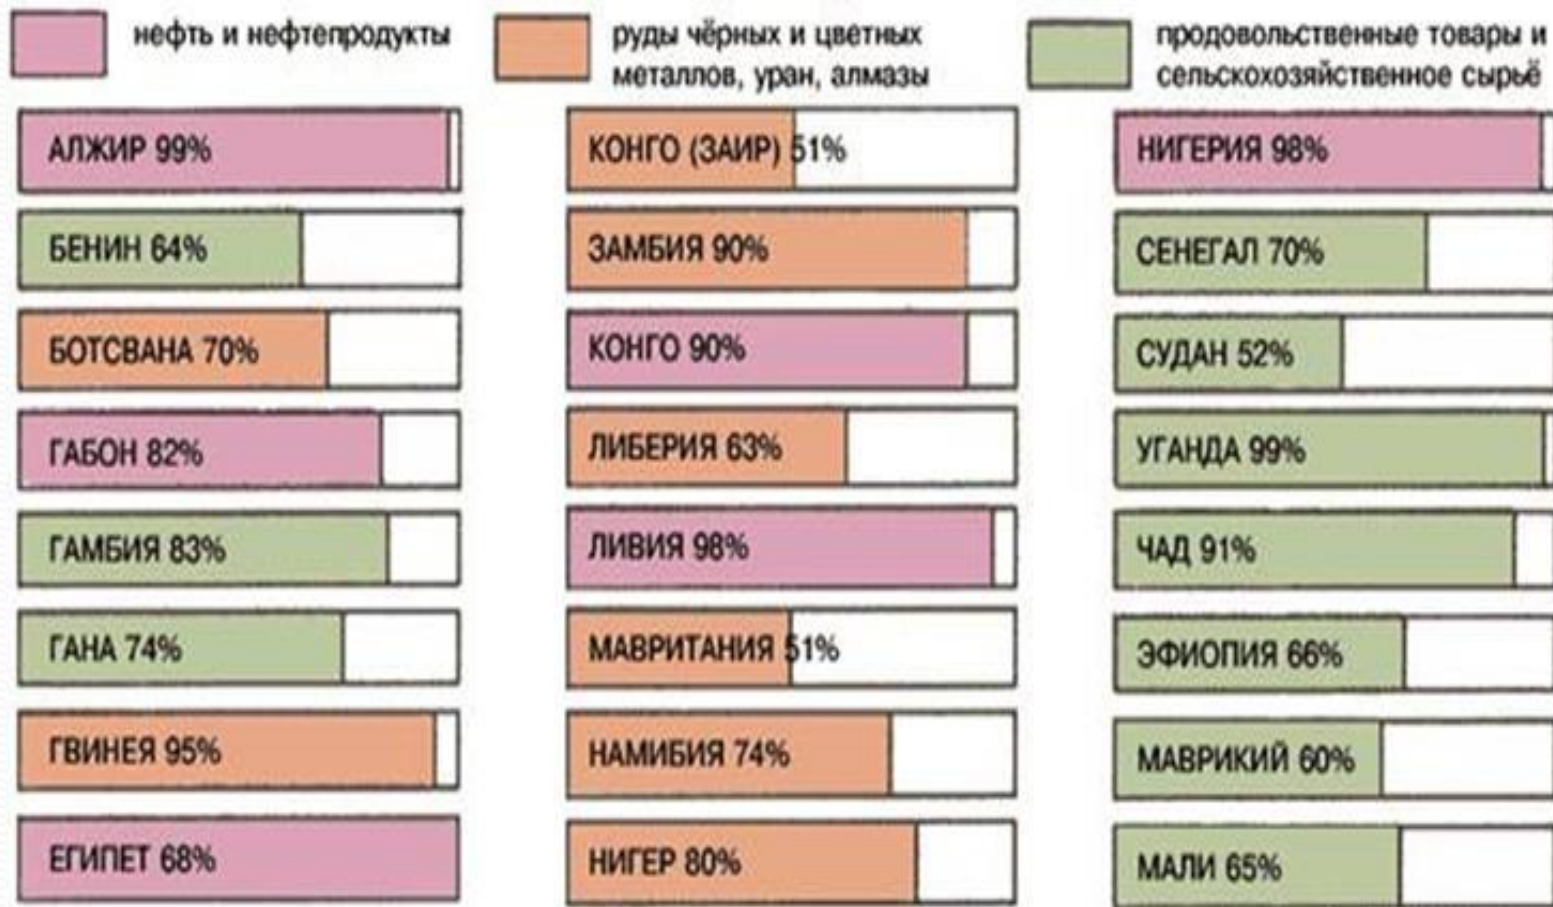 нефть и нефтепродукты
руды чёрных и цветных
металлов, уран, алмазы
продовольственные товары и
сельскохозяйственное сырьё
АЛЖИР 99%
БЕНИН 64%
БОТСВАНА 70%
ГАБОН 82%
ГАМБИЯ 83%
ГАНА 74%
ГВИНЕЯ 95%
ЕГИПЕТ 68%
КОНГО (ЗАИР) 51%
ЗАМБИЯ 90%
КОНГО 90%
ЛИБЕРИЯ 63%
ЛИВИЯ 98%
МАВРИТАНИЯ 51%
НАМИБИЯ 74%
НИГЕР 80%
НИГЕРИЯ 98%
СЕНЕГАЛ 70%
СУДАН 52%
УГАНДА 99%
ЧАД 91%
ЭФИОПИЯ 66%
МАВРИКИЙ 60%
МАЛИ 65%